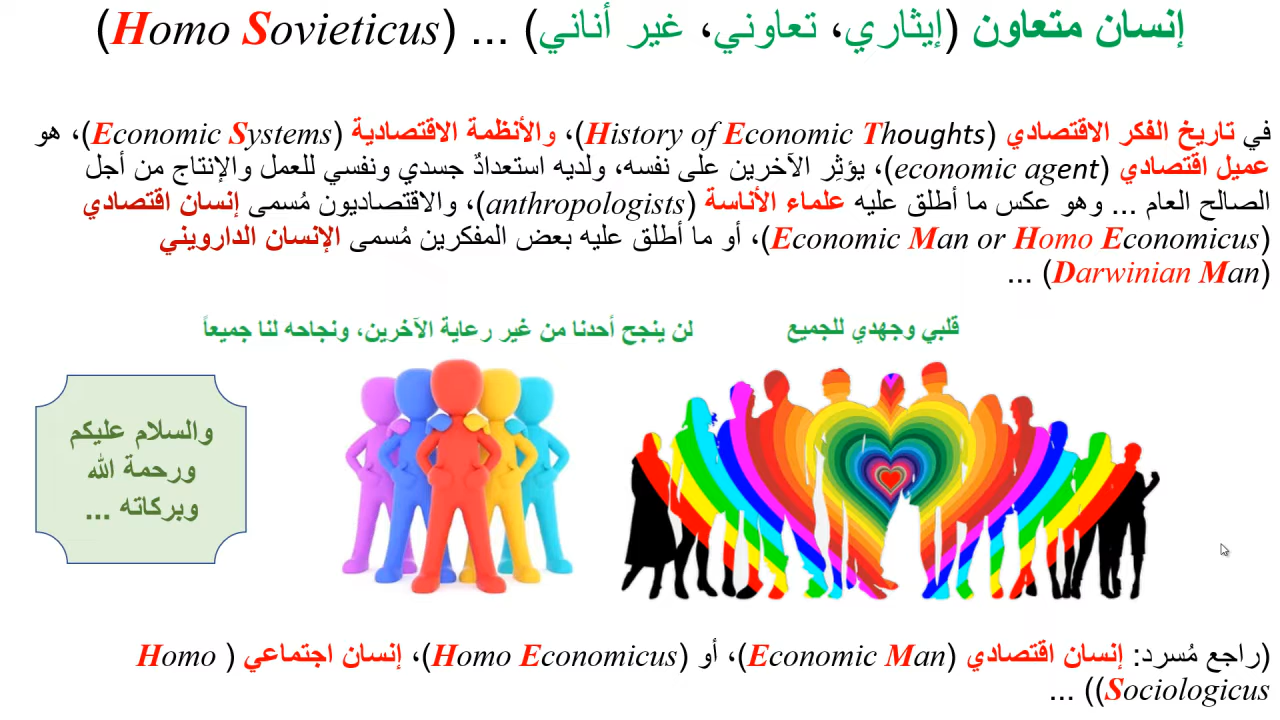 إنسان متعاون (إيثاري، تعاوني، غير أناني) ... (Homo Sovieticus)
في تاريخ الفكر الاقتصادي (History of Economic Thoughts)، والأنظمة الاقتصادية (Economic Systems)، هو
عميل اقتصادي (economic agent)، يؤثِر الآخرين على نفسه، ولديه استعدادٌ جسدي ونفسي للعمل والإنتاج من أجل
الصالح العام ... وهو عكس ما أطلق عليه علماء الأناسة (anthropologists)، والاقتصاديون مُسمى إنسان اقتصادي
(Economic Man or Homo Economicus)، أو ما أطلق عليه بعض المفكرين مُسمى الإنسان الدارويني
(Darwinian Man) ...
قلبي وجهدي للجميع
لن ينجح أحدنا من غير رعاية الآخرين، ونجاحه لنا جميعاً
والسلام عليكم
ورحمة الله
وبركاته ...
(راجع مُسرد: إنسان اقتصادي (Economic Man)، أو (Homo Economicus)، إنسان اجتماعي (Homo
Sociologicus)) ...